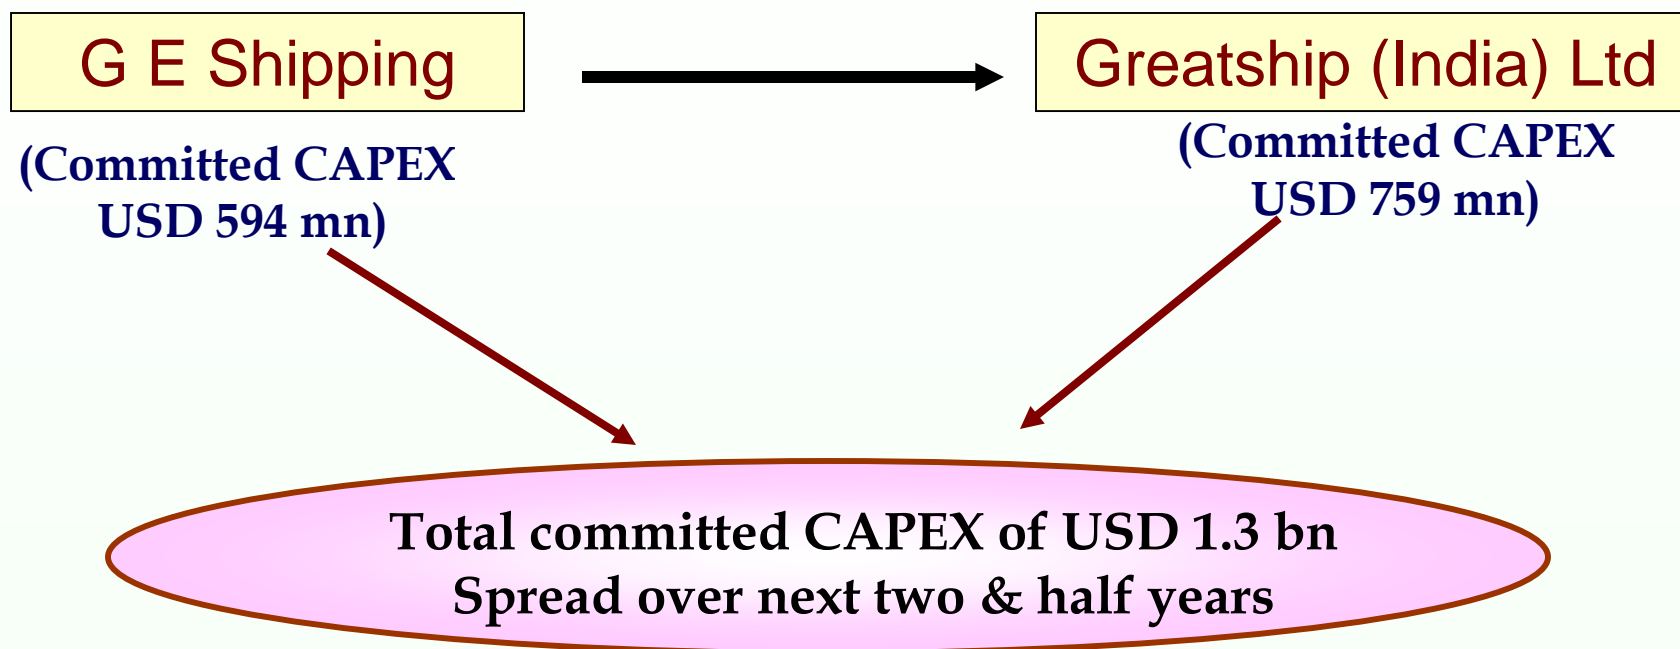 G E Shipping
Greatship (India) Ltd
(Committed CAPEX
USD 594 mn)
(Committed CAPEX
USD 759 mn)
Total committed CAPEX of USD 1.3 bn
Spread over next two & half years